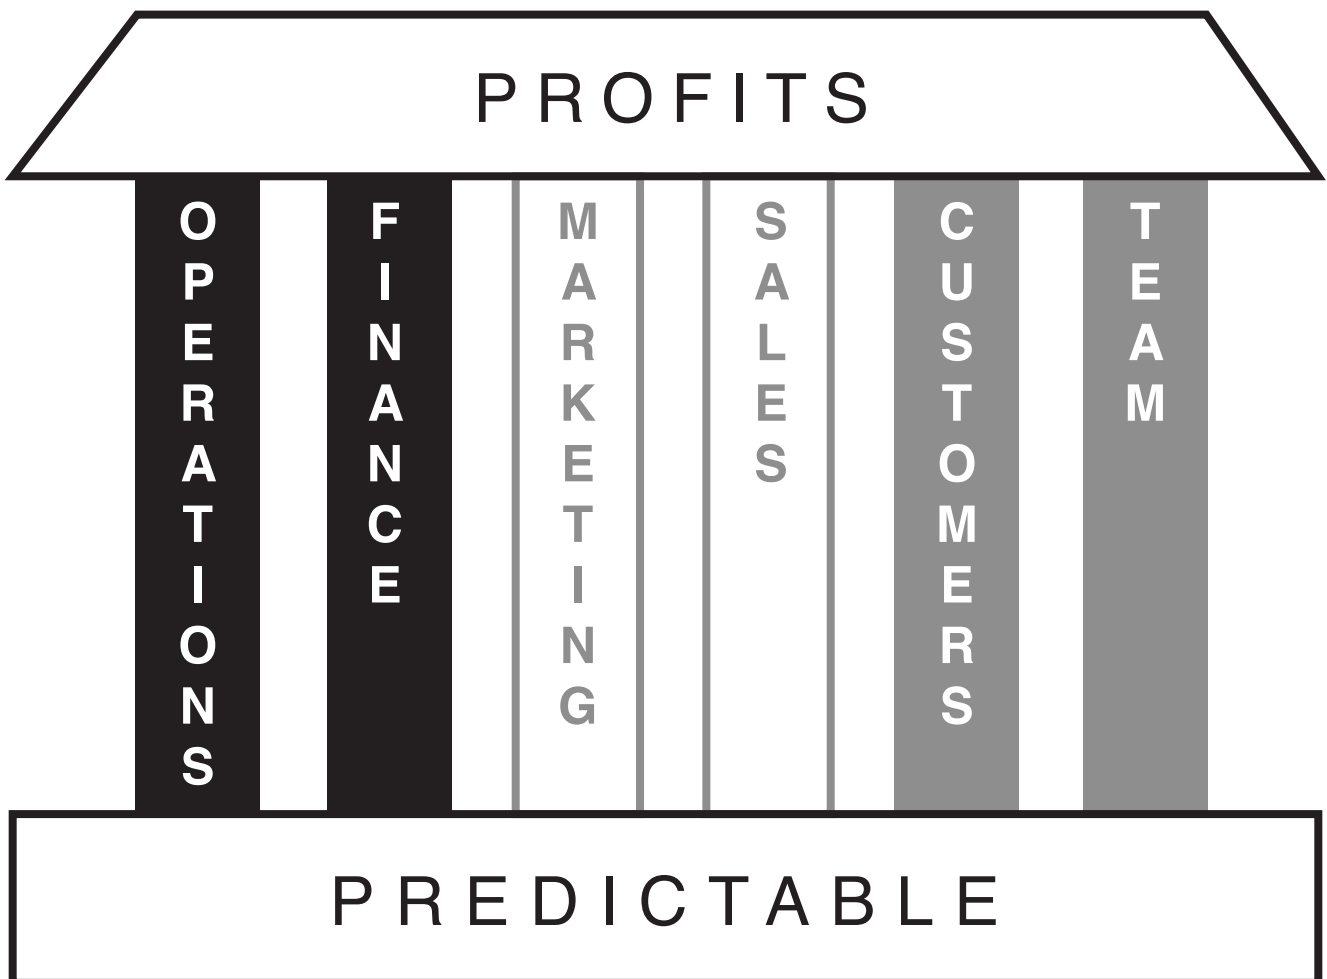 PROFITS
OPERATIONS
FINANCE
MARKETING
SALES
CUSTOMERS
TEAM
PREDICTABLE